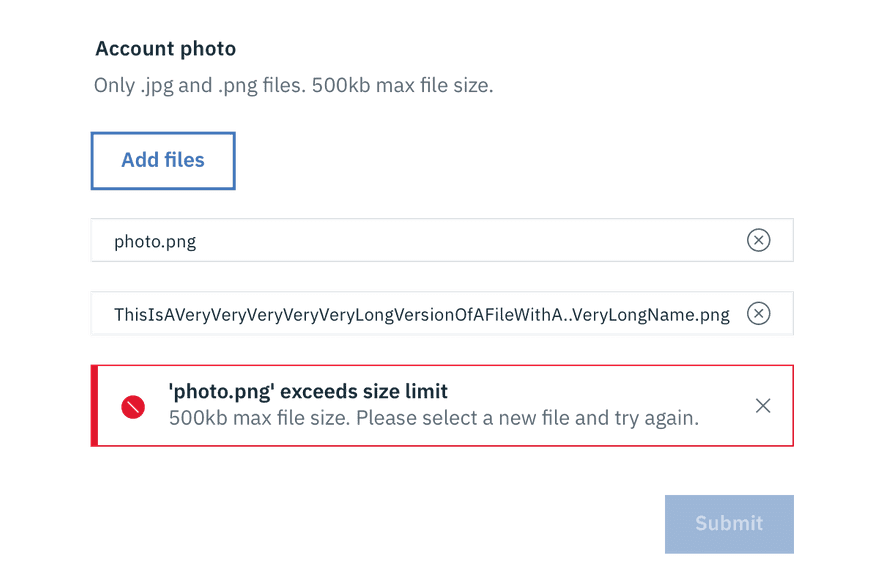 Account photo
Only .jpg and .png files. 500kb max file size.
Add files
photo.png
ThisIsAVeryVeryVeryVeryVeryLongVersionOfAFileWithA..VeryLongName.png
'photo.png' exceeds size limit
500kb max file size. Please select a new file and try again.
Submit